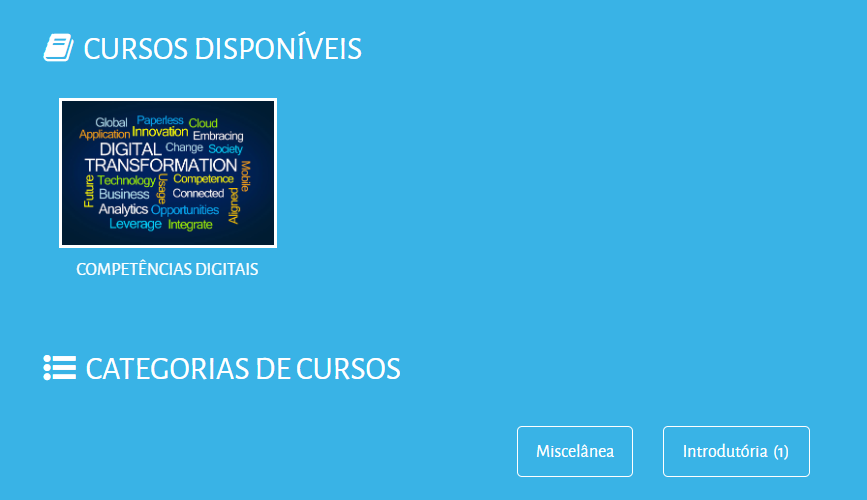 CURSOS DISPONÍVEIS
Global Paperless Cloud
Application Innovation Embracing
DIGITAL Change Society
TRANSFORMATION
Mobile
Future
Technology
Usage
Competence
Business
Connected
Aligned
Analytics Opportunities
Leverage Integrate
COMPETÊNCIAS DIGITAIS
CATEGORIAS DE CURSOS
Miscelânea Introdutória (1)